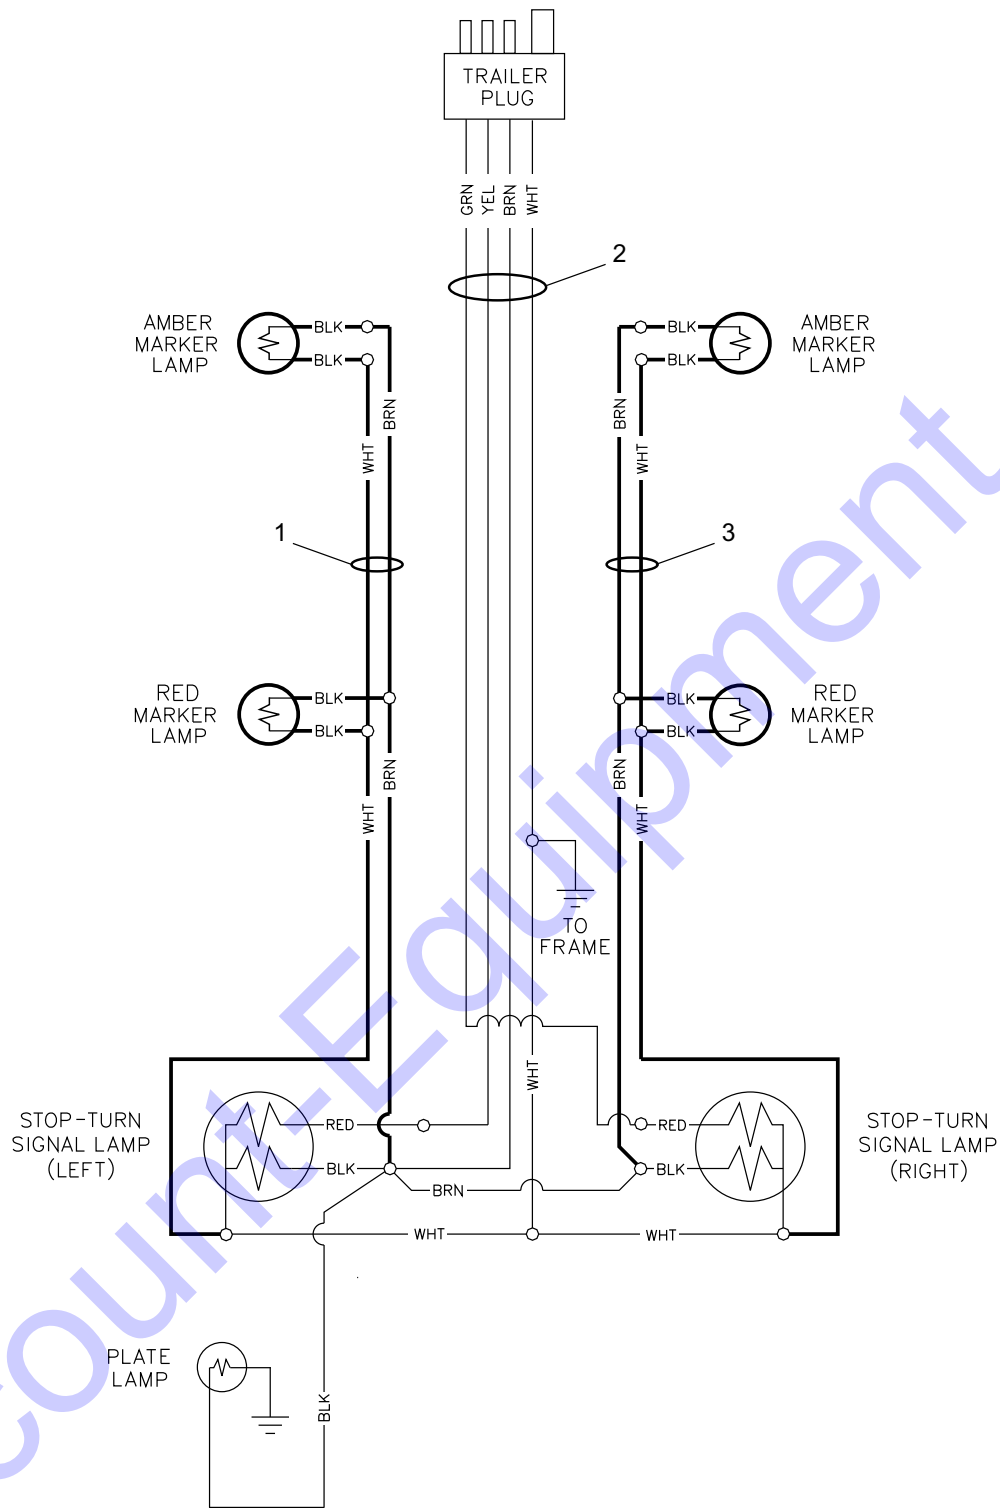 TRAILER
PLUG
GRN
YEL
BRN
WHT
2
AMBER
MARKER
LAMP
BLK
BLK
BLK
BLK
AMBER
MARKER
LAMP
BRN
WHT
BRN
WHT
1
3
RED
MARKER
LAMP
BLK
BLK
BLK
BLK
RED
MARKER
LAMP
BRN
WHT
BRN
WHT
TO
FRAME
WHT
STOP-TURN
SIGNAL LAMP
(LEFT)
RED
BLK
RED
BLK
STOP-TURN
SIGNAL LAMP
(RIGHT)
BRN
WHT
WHT
PLATE
LAMP
BLK
count-Equipment